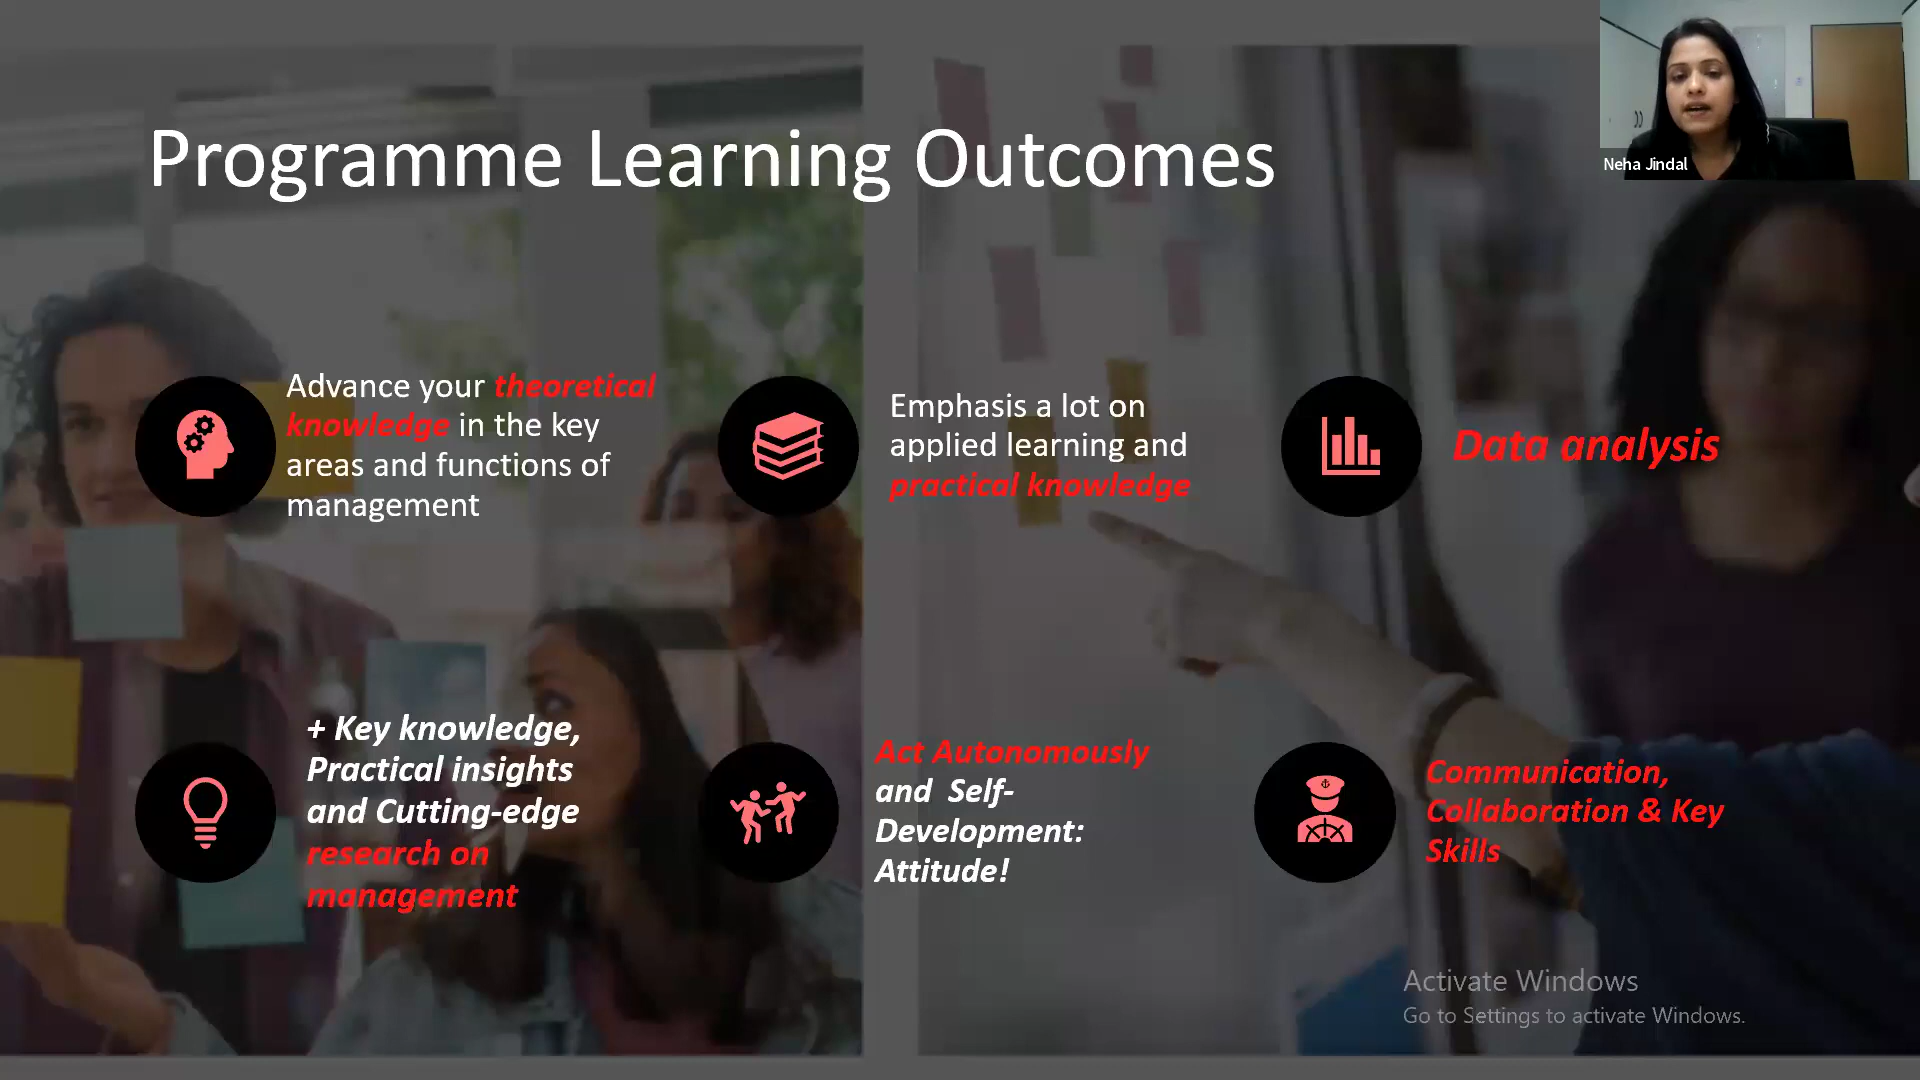 Programme Learning Outcomes
Neha Jindal
Advance your theoretical
knowledge in the key
areas and functions of
management
Emphasis a lot on
applied learning and
practical knowledge
Data analysis
+ Key knowledge,
Practical insights
and Cutting-edge
research on
management
Act Autonomously
and  Self-
Development:
Attitude!
Communication,
Collaboration & Key
Skills
Activate Windows
Go to Settings to activate Windows.